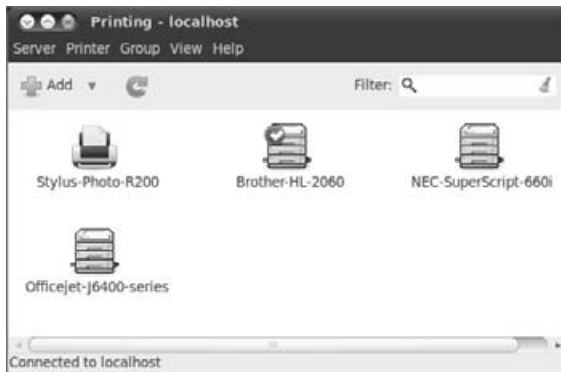 Printing - localhost
Server Printer Group View Help
Add Filter:
Stylus-Photo-R200 Brother-HL-2060 NEC-SuperScript-660i
Officejet-J6400-series
Connected to localhost